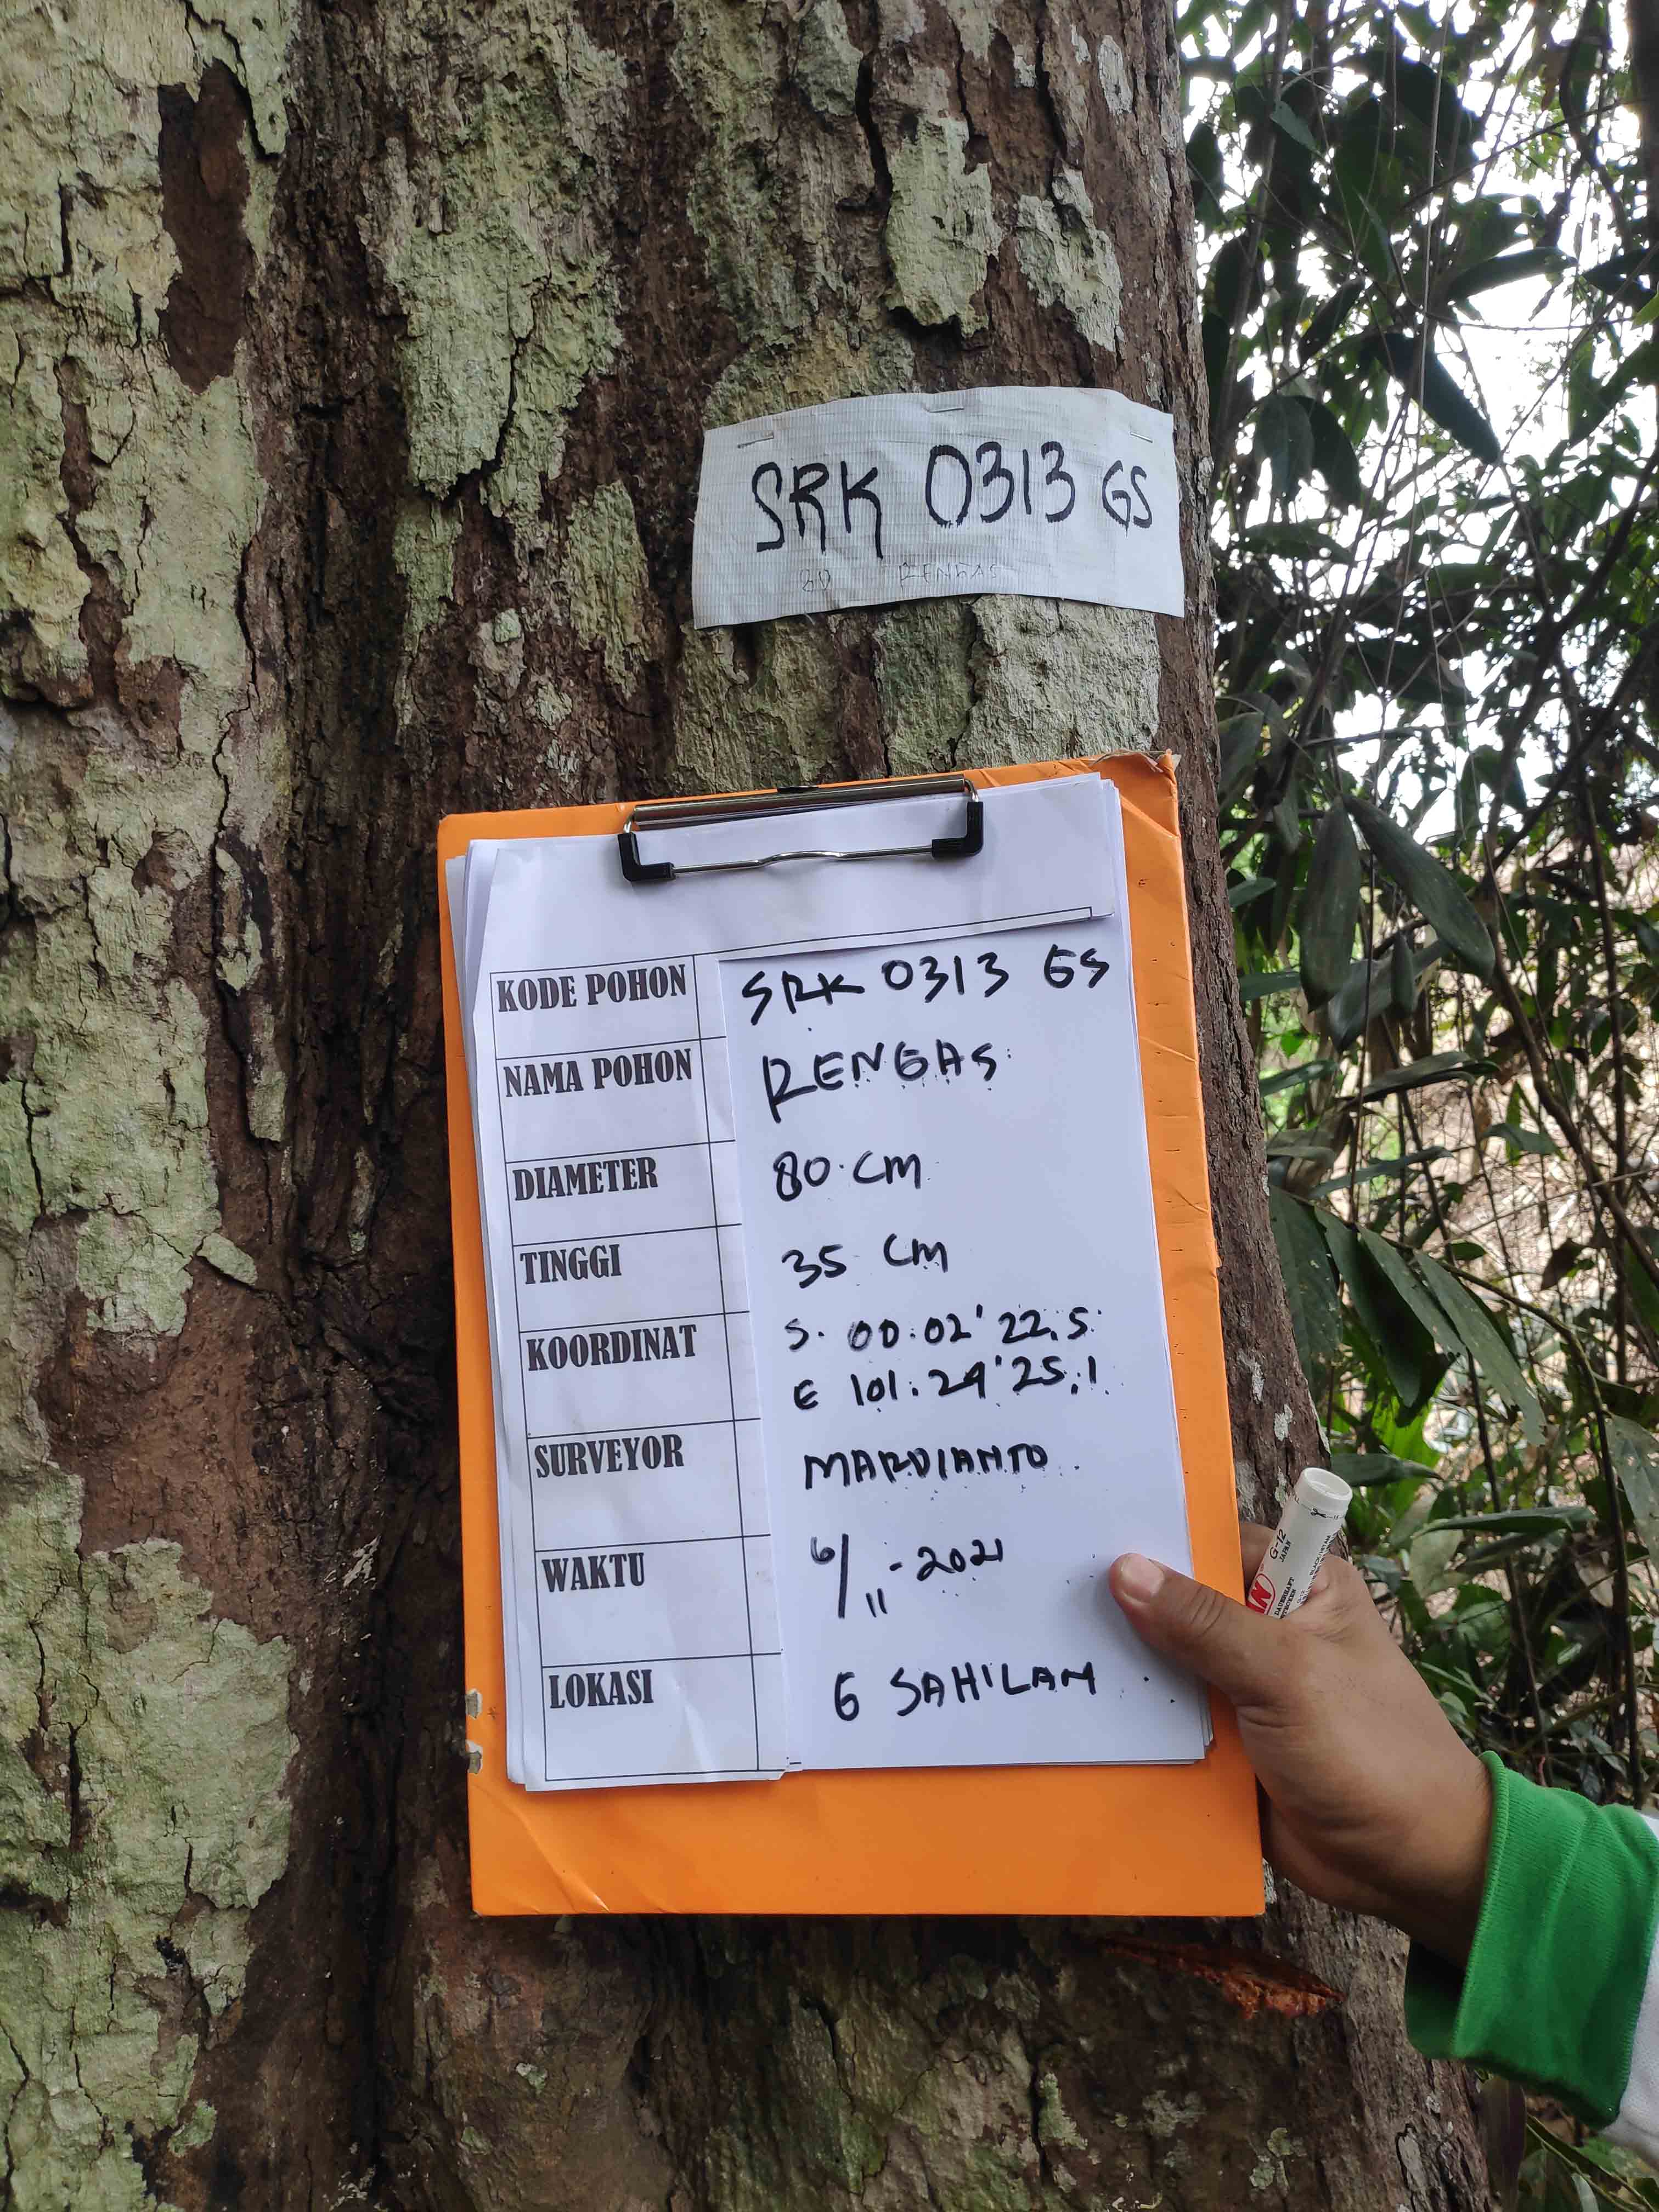 SRK 0313 GS
80 RENGAS
KODE POHON SRK 0313 GS
NAMA POHON RENGAS
DIAMETER 80 CM
TINGGI 35 CM
KOORDINAT S. 00.02'22.5
E 101.29'25.1
SURVEYOR MARDIANTO
WAKTU 6/11-2021
LOKASI G SAHILAN
G-12
JAPAN